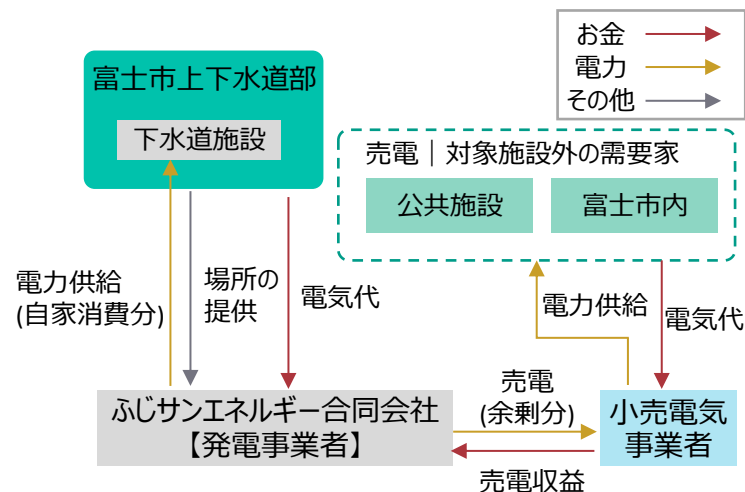 お金
電力
その他
富士市上下水道部
下水道施設
売電｜対象施設外の需要家
公共施設
富士市内
電力供給
(自家消費分)
場所の
提供
電気代
電力供給
電気代
ふじサンエネルギー合同会社
【発電事業者】
売電
(余剰分)
売電収益
小売電気
事業者